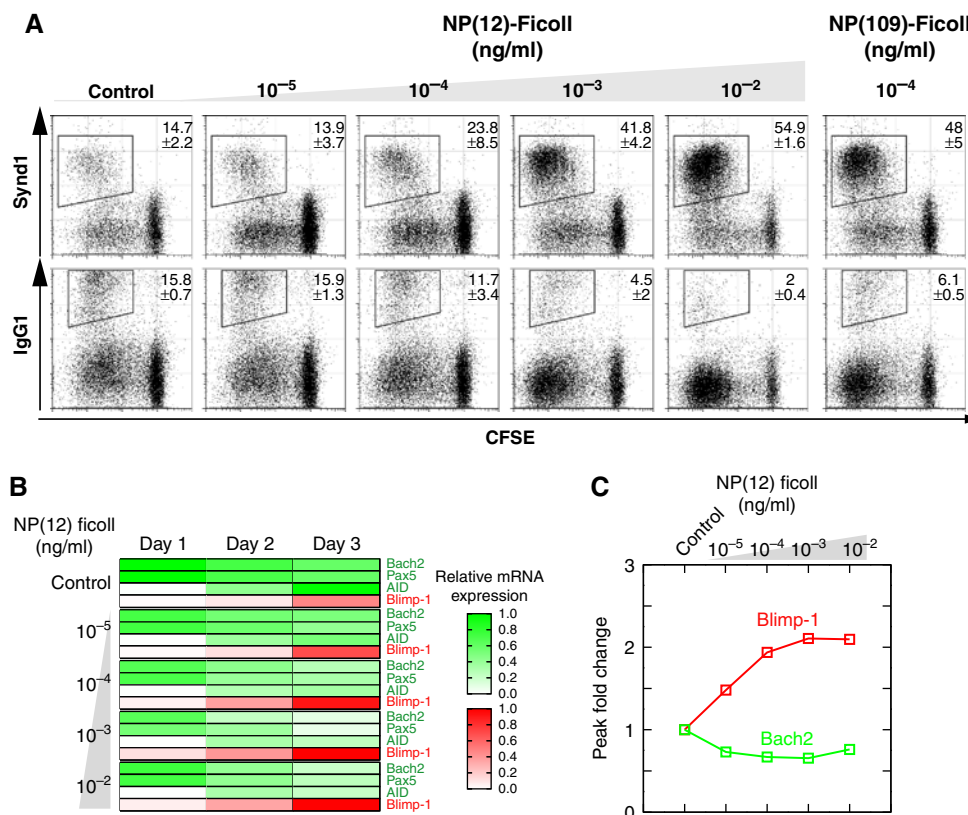 A
NP(12)-Ficoll
(ng/ml)
NP(109)-Ficoll
(ng/ml)
Control
10⁻⁵
10⁻⁴
10⁻³
10⁻²
10⁻⁴
Synd1
14.7
±2.2
13.9
±3.7
23.8
±8.5
41.8
±4.2
54.9
±1.6
48
±5
IgG1
15.8
±0.7
15.9
±1.3
11.7
±3.4
4.5
±2
2
±0.4
6.1
±0.5
CFSE
B
NP(12) ficoll
(ng/ml)
Day 1
Day 2
Day 3
Control
Bach2
Pax5
AID
Blimp-1
10⁻⁵
Bach2
Pax5
AID
Blimp-1
10⁻⁴
Bach2
Pax5
AID
Blimp-1
10⁻³
Bach2
Pax5
AID
Blimp-1
10⁻²
Bach2
Pax5
AID
Blimp-1
Relative mRNA
expression
1.0
0.8
0.6
0.4
0.2
0.0
1.0
0.8
0.6
0.4
0.2
0.0
C
NP(12) ficoll
(ng/ml)
Control
10⁻⁵
10⁻⁴
10⁻³
10⁻²
Peak fold change
3
2
1
0
Blimp-1
Bach2